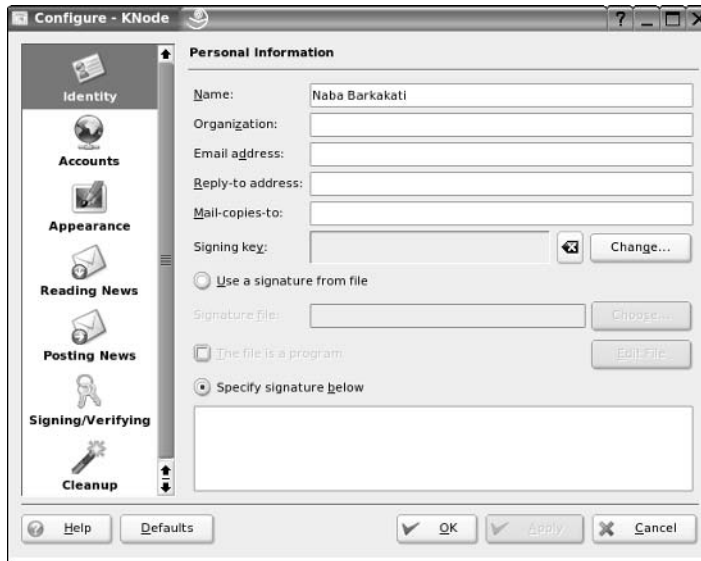 Configure - KNode
Identity
Accounts
Appearance
Reading News
Posting News
Signing/Verifying
Cleanup
Personal Information
Name: Naba Barkakati
Organization:
Email address:
Reply-to address:
Mail-copies-to:
Signing key: Change...
Use a signature from file
Signature file: Choose...
The file is a program Edit File
Specify signature below
Help Defaults OK Apply Cancel